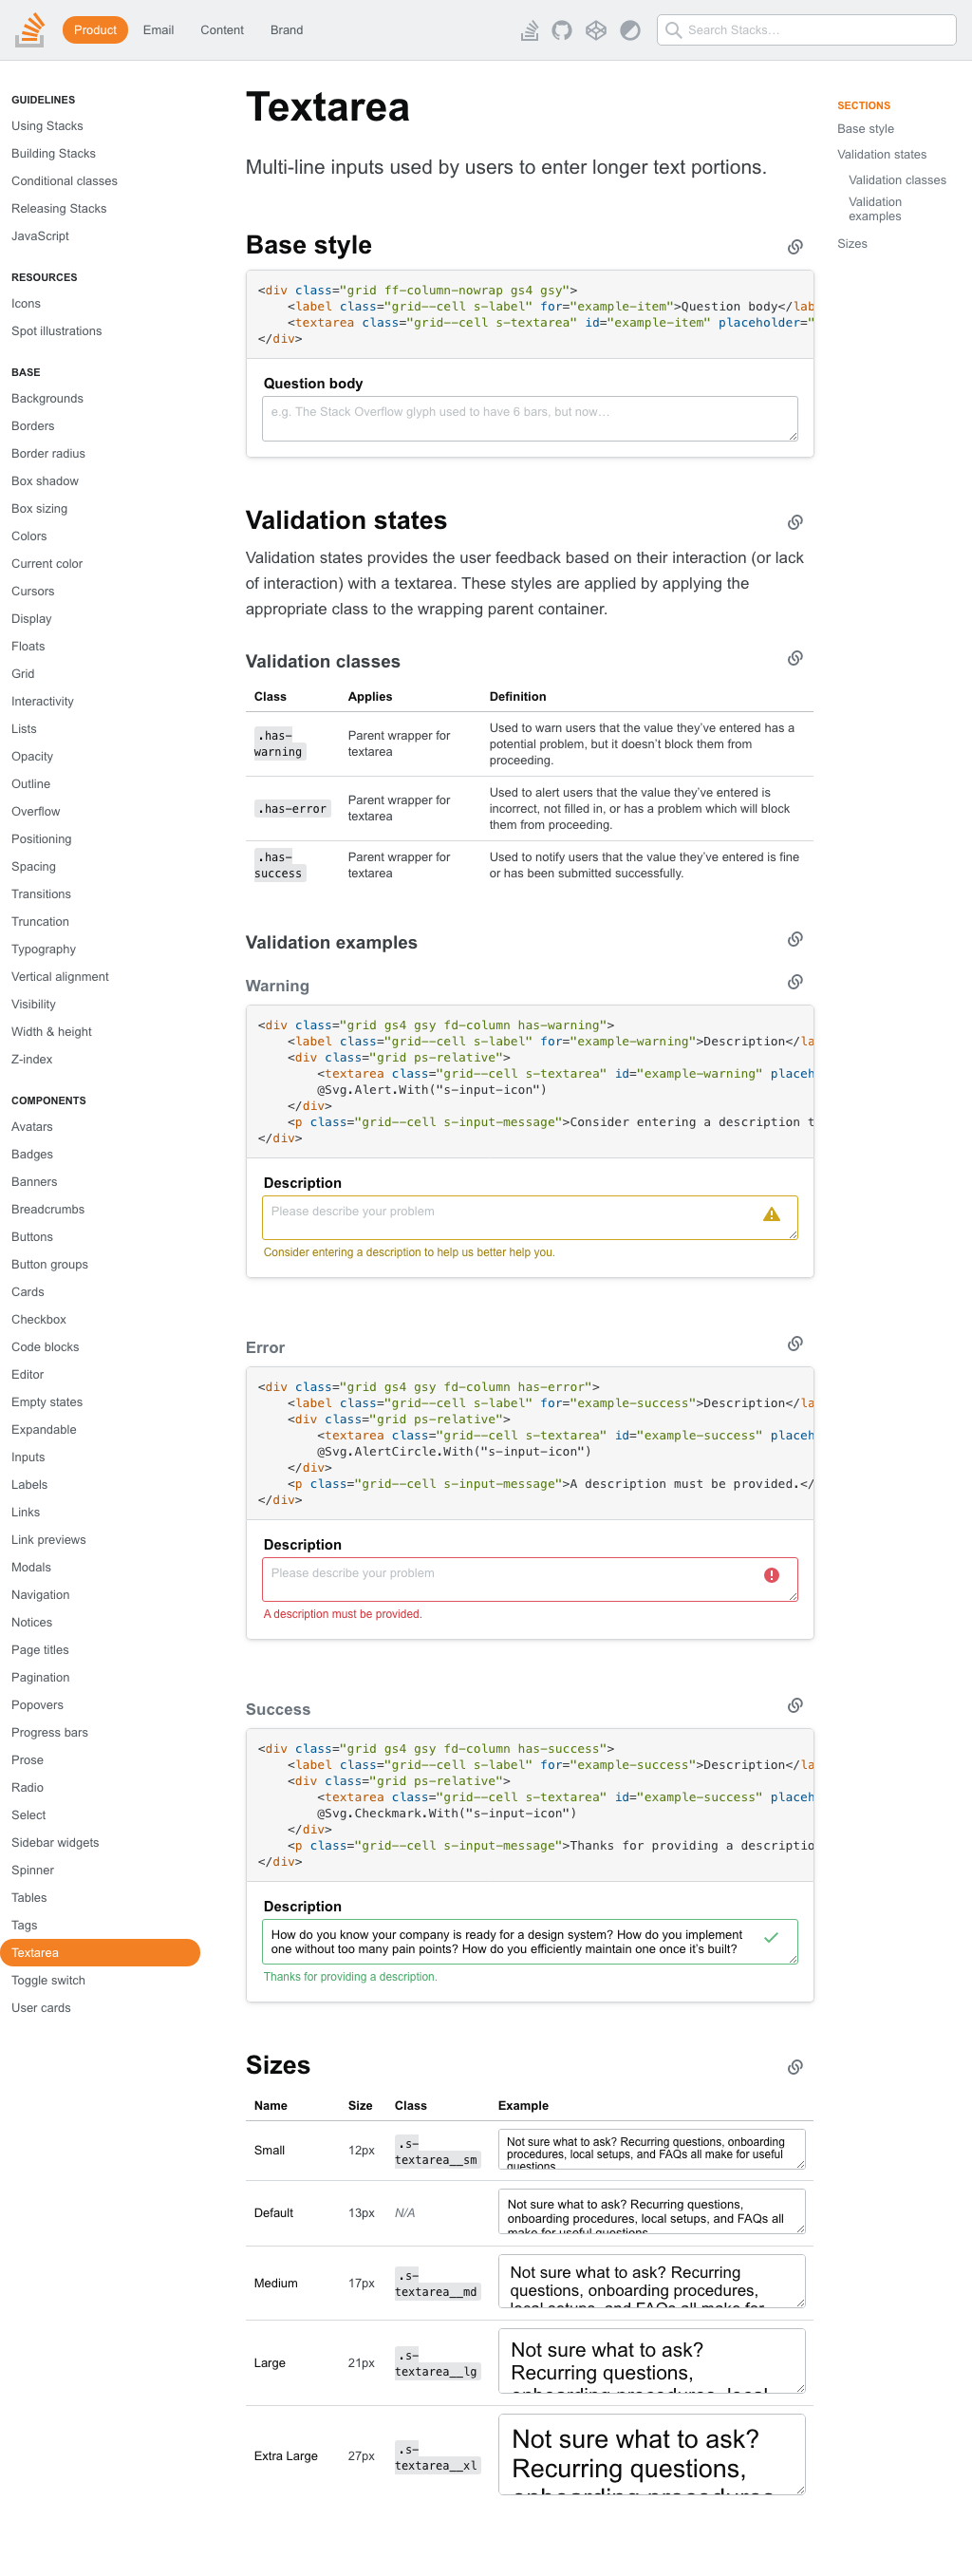 Product
Email
Content
Brand
Search Stacks…
GUIDELINES
Using Stacks
Building Stacks
Conditional classes
Releasing Stacks
JavaScript
RESOURCES
Icons
Spot illustrations
BASE
Backgrounds
Borders
Border radius
Box shadow
Box sizing
Colors
Current color
Cursors
Display
Floats
Grid
Interactivity
Lists
Opacity
Outline
Overflow
Positioning
Spacing
Transitions
Truncation
Typography
Vertical alignment
Visibility
Width & height
Z-index
COMPONENTS
Avatars
Badges
Banners
Breadcrumbs
Buttons
Button groups
Cards
Checkbox
Code blocks
Editor
Empty states
Expandable
Inputs
Labels
Links
Link previews
Modals
Navigation
Notices
Page titles
Pagination
Popovers
Progress bars
Prose
Radio
Select
Sidebar widgets
Spinner
Tables
Tags
Textarea
Toggle switch
User cards
Textarea
Multi-line inputs used by users to enter longer text portions.
Base style
<div class="grid ff-column-nowrap gs4 gsy">
<label class="grid--cell s-label" for="example-item">Question body</lab
<textarea class="grid--cell s-textarea" id="example-item" placeholder="
</div>
Question body
e.g. The Stack Overflow glyph used to have 6 bars, but now…
Validation states
Validation states provides the user feedback based on their interaction (or lack
of interaction) with a textarea. These styles are applied by applying the
appropriate class to the wrapping parent container.
Validation classes
Class Applies Definition
.has-
warning
Parent wrapper for
textarea
Used to warn users that the value they’ve entered has a
potential problem, but it doesn’t block them from
proceeding.
.has-error
Parent wrapper for
textarea
Used to alert users that the value they’ve entered is
incorrect, not filled in, or has a problem which will block
them from proceeding.
.has-
success
Parent wrapper for
textarea
Used to notify users that the value they’ve entered is fine
or has been submitted successfully.
Validation examples
Warning
<div class="grid gs4 gsy fd-column has-warning">
<label class="grid--cell s-label" for="example-warning">Description</la
<div class="grid ps-relative">
<textarea class="grid--cell s-textarea" id="example-warning" placeh
@Svg.Alert.With("s-input-icon")
</div>
<p class="grid--cell s-input-message">Consider entering a description t
</div>
Description
Please describe your problem
Consider entering a description to help us better help you.
Error
<div class="grid gs4 gsy fd-column has-error">
<label class="grid--cell s-label" for="example-success">Description</la
<div class="grid ps-relative">
<textarea class="grid--cell s-textarea" id="example-success" placeh
@Svg.AlertCircle.With("s-input-icon")
</div>
<p class="grid--cell s-input-message">A description must be provided.</
</div>
Description
Please describe your problem
A description must be provided.
Success
<div class="grid gs4 gsy fd-column has-success">
<label class="grid--cell s-label" for="example-success">Description</la
<div class="grid ps-relative">
<textarea class="grid--cell s-textarea" id="example-success" placeh
@Svg.Checkmark.With("s-input-icon")
</div>
<p class="grid--cell s-input-message">Thanks for providing a descriptio
</div>
Description
How do you know your company is ready for a design system? How do you implement
one without too many pain points? How do you efficiently maintain one once it’s built?
Thanks for providing a description.
Sizes
Name Size Class Example
Small 12px
.s-
textarea__sm
Not sure what to ask? Recurring questions, onboarding
procedures, local setups, and FAQs all make for useful
questions
Default 13px N/A
Not sure what to ask? Recurring questions,
onboarding procedures, local setups, and FAQs all
make for useful questions
Medium 17px
.s-
textarea__md
Not sure what to ask? Recurring
questions, onboarding procedures,
local setups, and FAQs all make for
Large 21px
.s-
textarea__lg
Not sure what to ask?
Recurring questions,
onboarding procedures, local
Extra Large 27px
.s-
textarea__xl
Not sure what to ask?
Recurring questions,
onboarding procedures
SECTIONS
Base style
Validation states
Validation classes
Validation
examples
Sizes